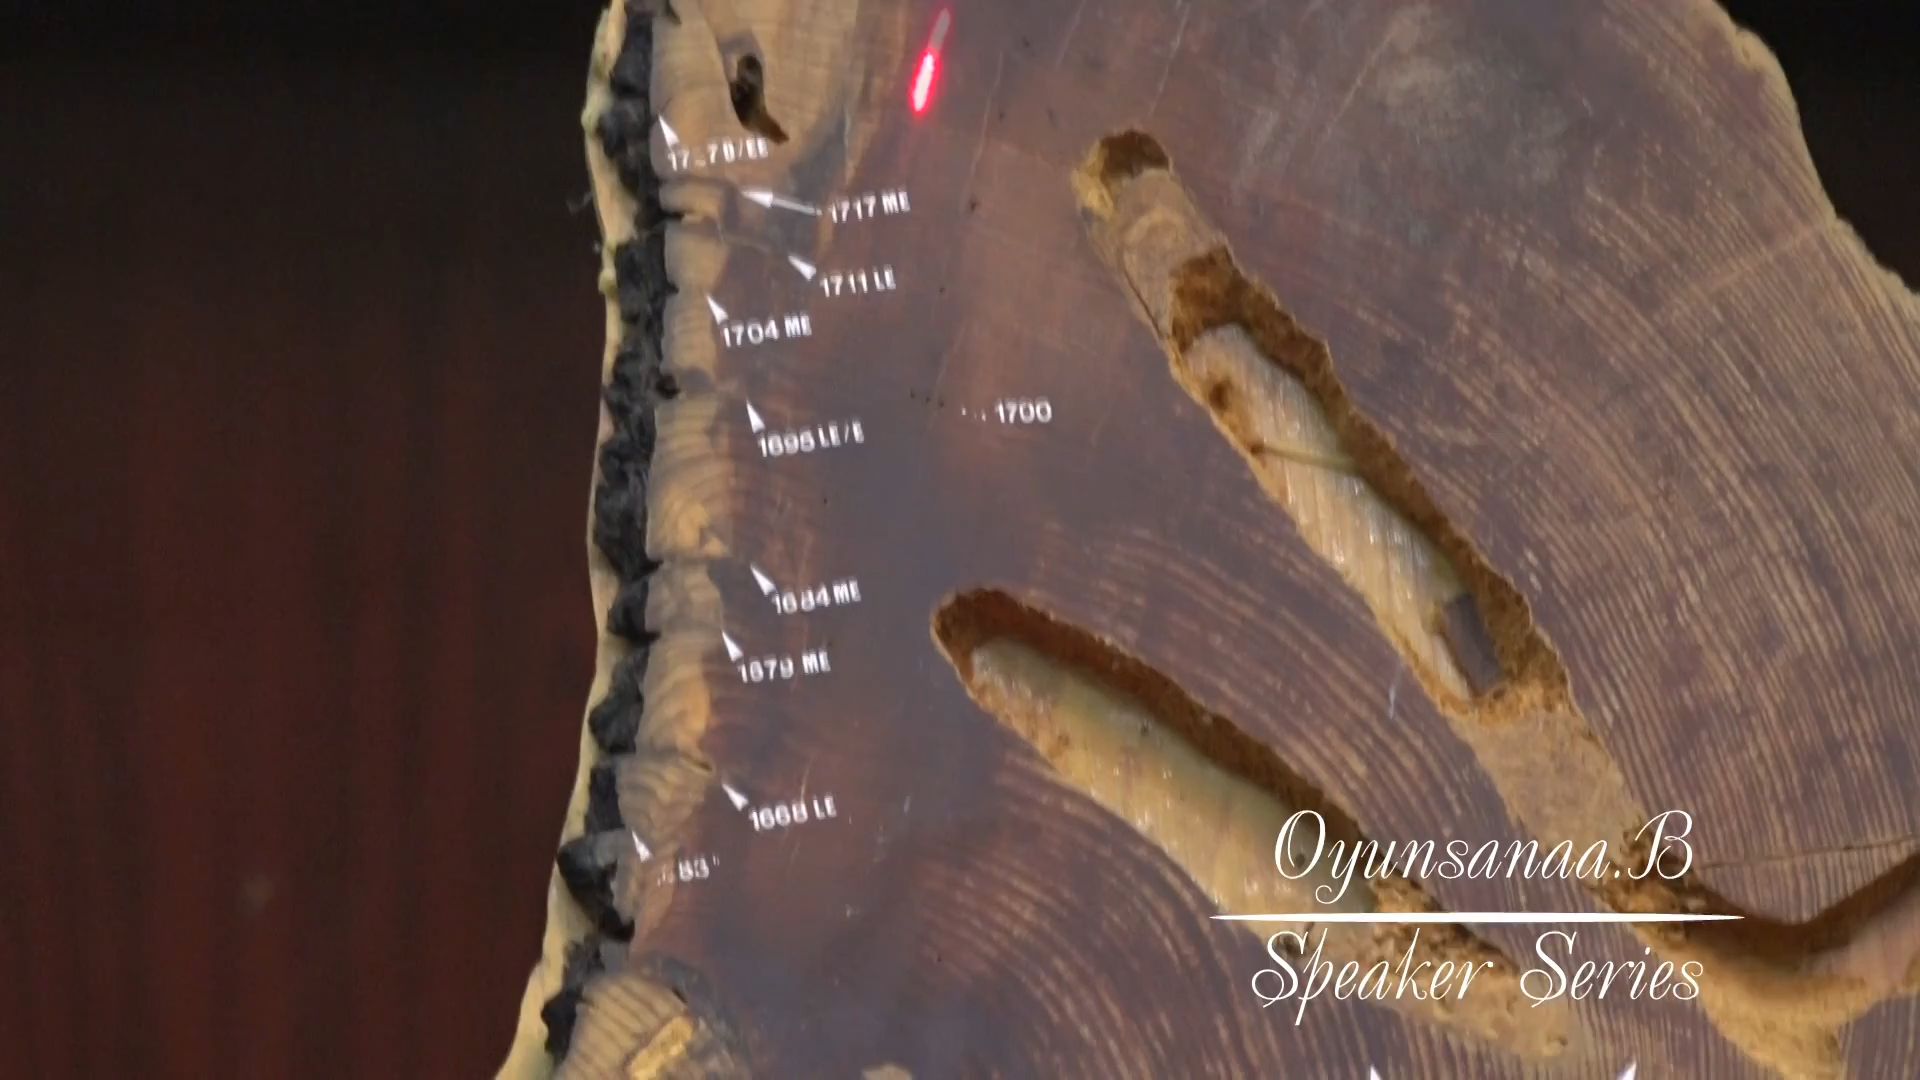 1717 ME
1711 LE
1704 ME
1700
1695 LE/E
1684 ME
1679 ME
1668 LE
Oyunsanaa.B
Speaker Series